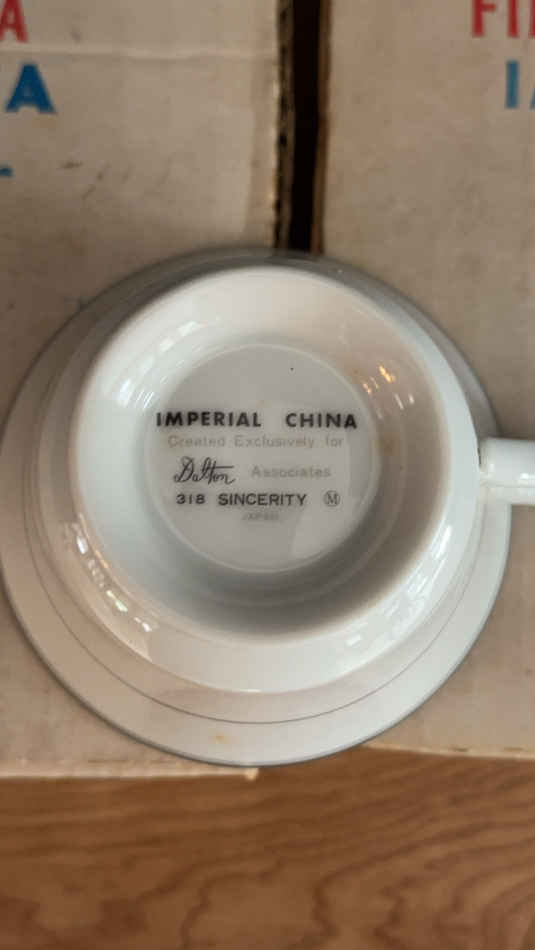 IMPERIAL CHINA
Created Exclusively for
Dalton Associates
318 SINCERITY M
JAPAN